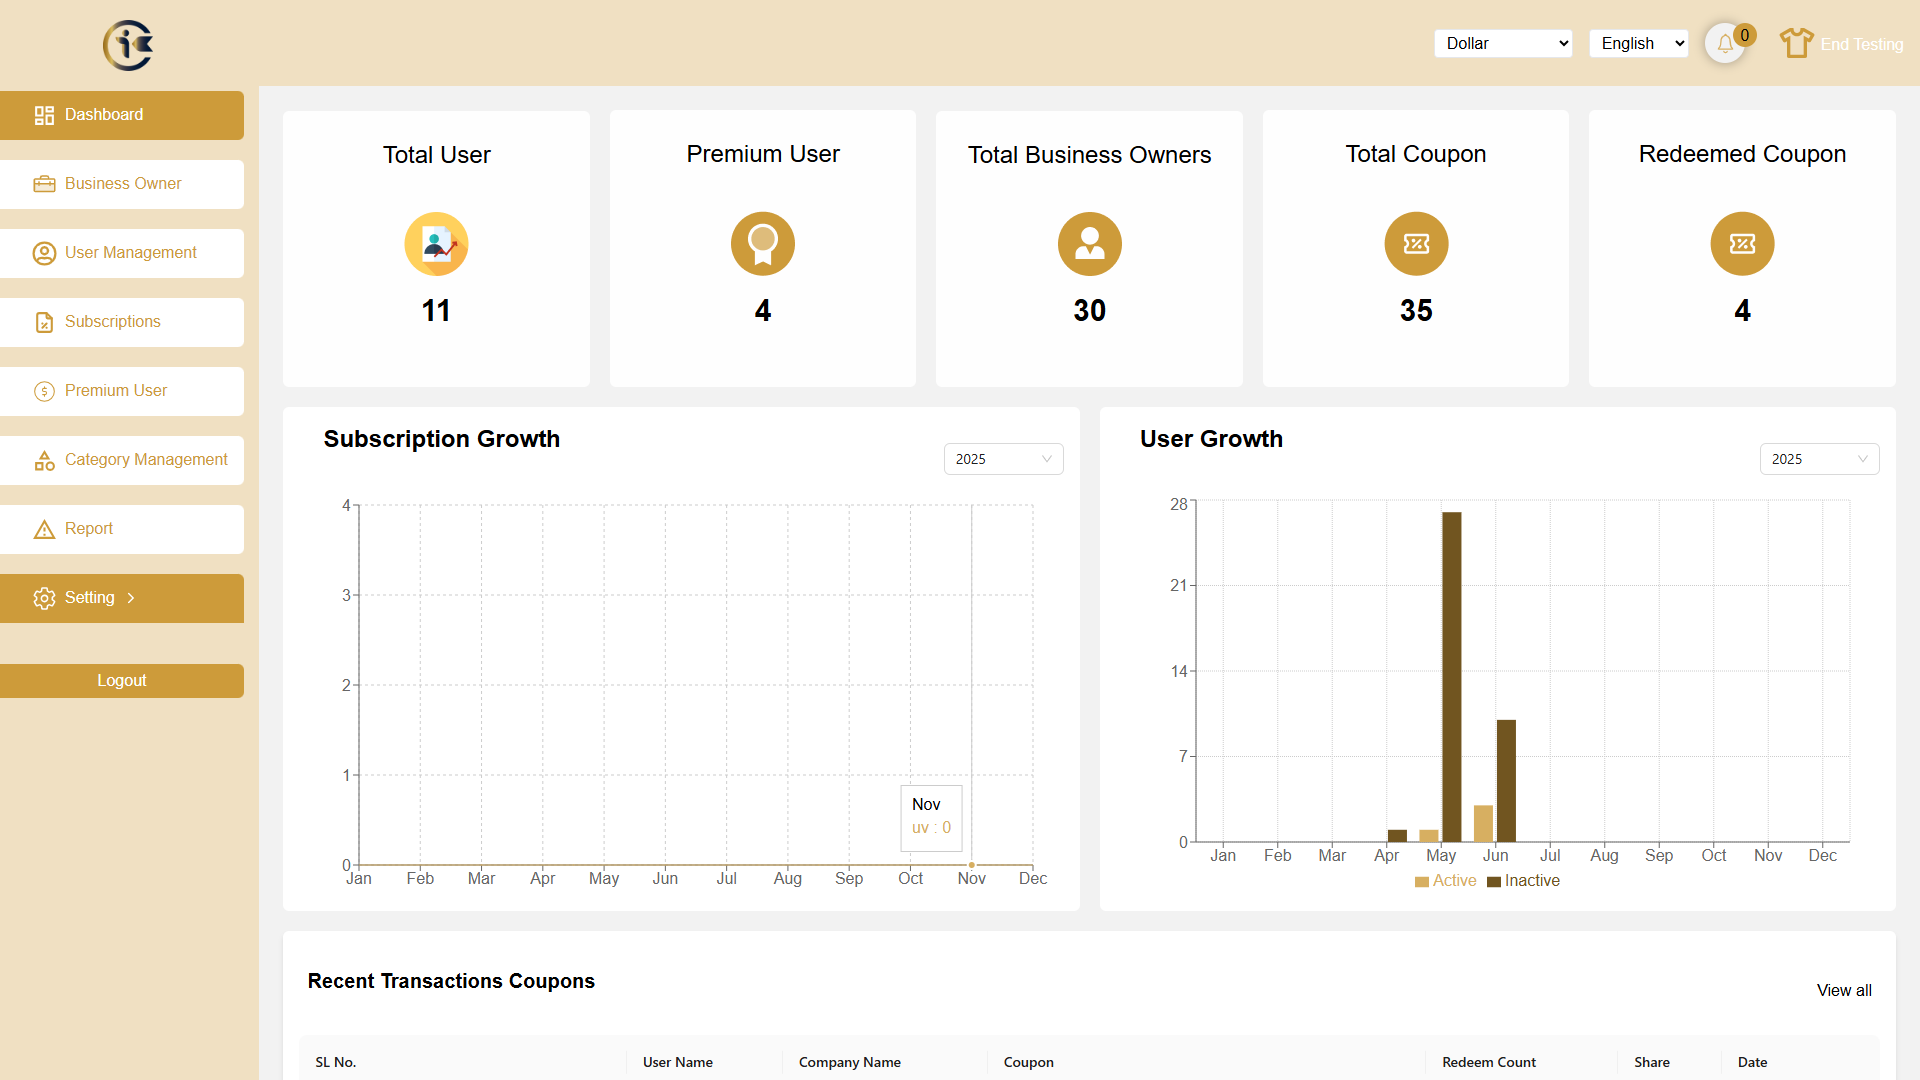 Dollar
English
0
End Testing
Dashboard
Business Owner
User Management
Subscriptions
Premium User
Category Management
Report
Setting
Logout
Total User
11
Premium User
4
Total Business Owners
30
Total Coupon
35
Redeemed Coupon
4
Subscription Growth
2025
4
3
2
1
0
Jan Feb Mar Apr May Jun Jul Aug Sep Oct Nov Dec
Nov
uv : 0
User Growth
2025
28
21
14
7
0
Jan Feb Mar Apr May Jun Jul Aug Sep Oct Nov Dec
Active Inactive
Recent Transactions Coupons
View all
SL No. User Name Company Name Coupon Redeem Count Share Date